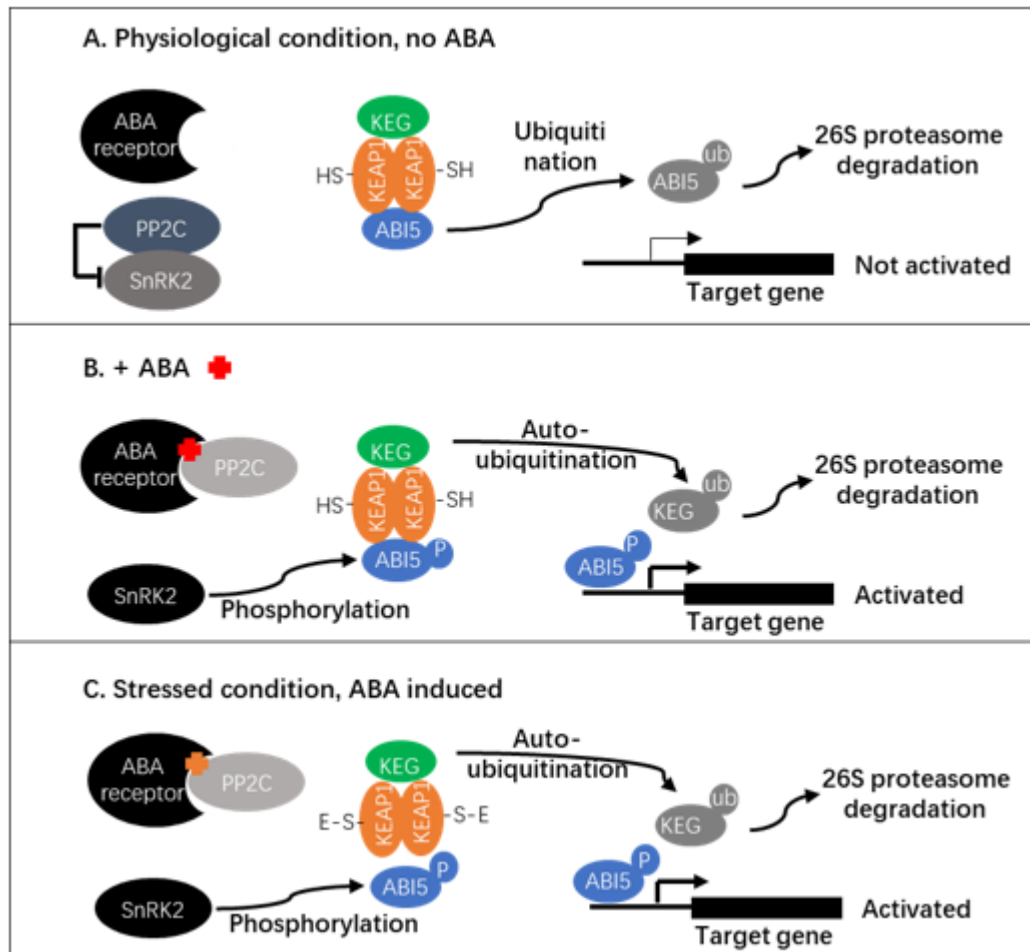 A. Physiological condition, no ABA
ABA
receptor
PP2C
SnRK2
KEG
HS-
KEAP1
KEAP1
-SH
ABI5
Ubiquiti
nation
ub
ABI5
26S proteasome
degradation
Target gene
Not activated
B. + ABA
ABA
receptor
PP2C
SnRK2
Phosphorylation
KEG
HS-
KEAP1
KEAP1
-SH
ABI5
P
Auto-
ubiquitination
ub
KEG
26S proteasome
degradation
P
ABI5
Target gene
Activated
C. Stressed condition, ABA induced
ABA
receptor
PP2C
SnRK2
Phosphorylation
KEG
E-S-
KEAP1
KEAP1
-S-E
P
ABI5
Auto-
ubiquitination
ub
KEG
26S proteasome
degradation
P
ABI5
Target gene
Activated